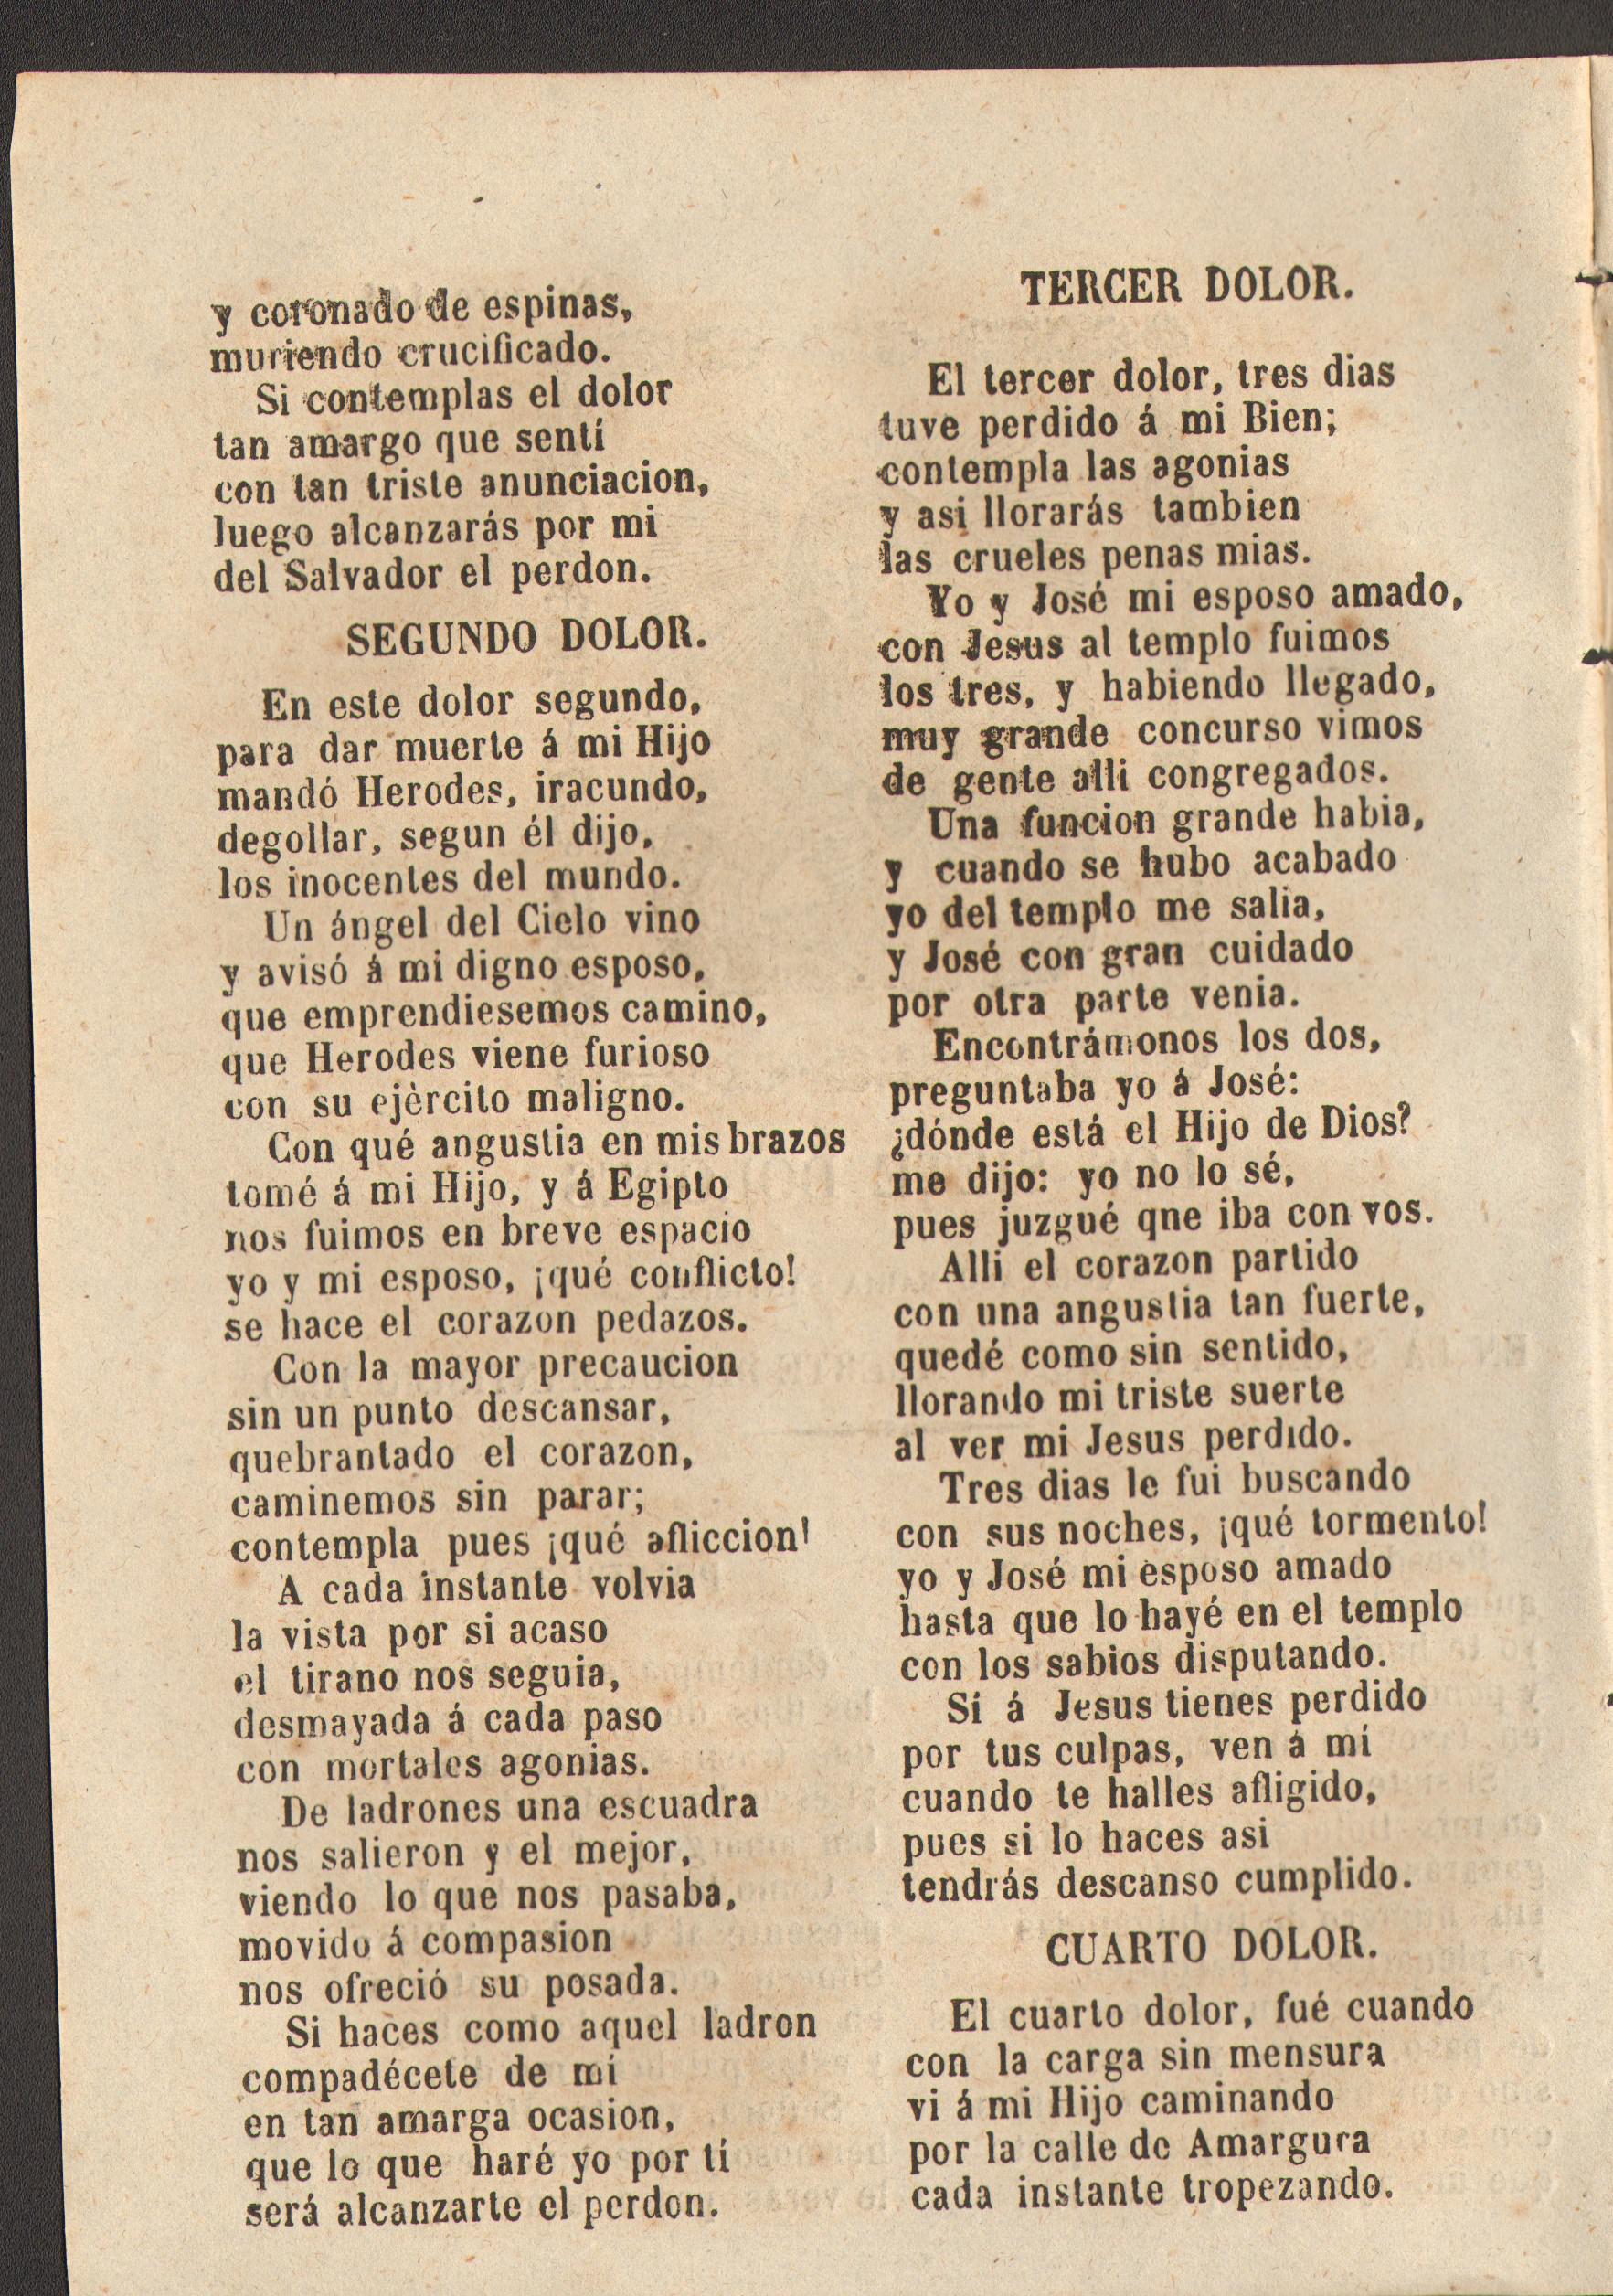 y coronado de espinas,
muriendo crucificado.
Si contemplas el dolor
tan amargo que sentí
con tan triste anunciacion,
luego alcanzarás por mi
del Salvador el perdon.
SEGUNDO DOLOR.
En este dolor segundo,
para dar muerte á mi Hijo
mandó Herodes, iracundo,
degollar, segun él dijo,
los inocentes del mundo.
Un ángel del Cielo vino
y avisó á mi digno esposo,
que emprendiesemos camino,
que Herodes viene furioso
con su ejèrcito maligno.
Con qué angustia en mis brazos
tomé á mi Hijo, y á Egipto
nos fuimos en breve espacio
yo y mi esposo, ¡qué conflicto!
se hace el corazon pedazos.
Con la mayor precaucion
sin un punto descansar,
quebrantado el corazon,
caminemos sin parar;
contempla pues ¡qué afliccion!
A cada instante volvia
la vista por si acaso
el tirano nos seguia,
desmayada á cada paso
con mortales agonias.
De ladrones una escuadra
nos salieron y el mejor,
viendo lo que nos pasaba,
movido á compasion
nos ofreció su posada.
Si haces como aquel ladron
compadécete de mí
en tan amarga ocasion,
que lo que haré yo por tí
será alcanzarte el perdon.
TERCER DOLOR.
El tercer dolor, tres dias
tuve perdido á mi Bien;
contempla las agonias
y asi llorarás tambien
las crueles penas mias.
Yo y José mi esposo amado,
con Jesus al templo fuimos
los tres, y habiendo llegado,
muy grande concurso vimos
de gente alli congregados.
Una funcion grande habia,
y cuando se hubo acabado
yo del templo me salia,
y José con gran cuidado
por otra parte venia.
Encontrámonos los dos,
preguntaba yo á José:
¿dónde está el Hijo de Dios?
me dijo: yo no lo sé,
pues juzgué qne iba con vos.
Alli el corazon partido
con una angustia tan fuerte,
quedé como sin sentido,
llorando mi triste suerte
al ver mi Jesus perdido.
Tres dias le fui buscando
con sus noches, ¡qué tormento!
yo y José mi esposo amado
hasta que lo hayé en el templo
con los sabios disputando.
Si á Jesus tienes perdido
por tus culpas, ven á mí
cuando te halles afligido,
pues si lo haces asi
tendrás descanso cumplido.
CUARTO DOLOR.
El cuarto dolor, fué cuando
con la carga sin mensura
vi á mi Hijo caminando
por la calle de Amargura
cada instante tropezando.